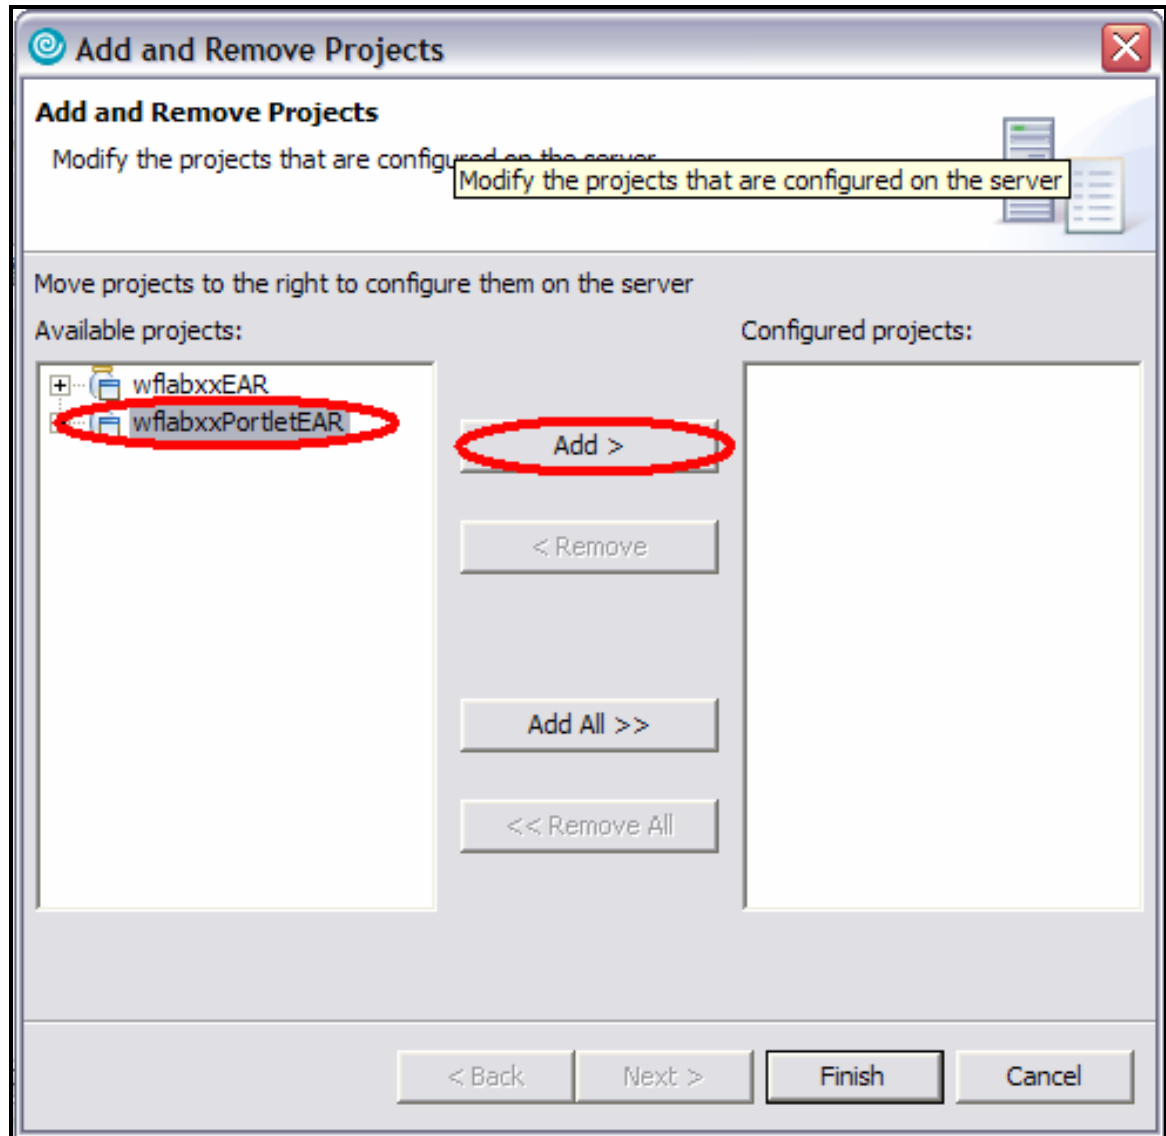 Add and Remove Projects
Add and Remove Projects
Modify the projects that are configured on the server
Modify the projects that are configured on the server
Move projects to the right to configure them on the server
Available projects:
Configured projects:
wflabxxEAR
wflabxxPortletEAR
Add >
< Remove
Add All >>
<< Remove All
< Back
Next >
Finish
Cancel